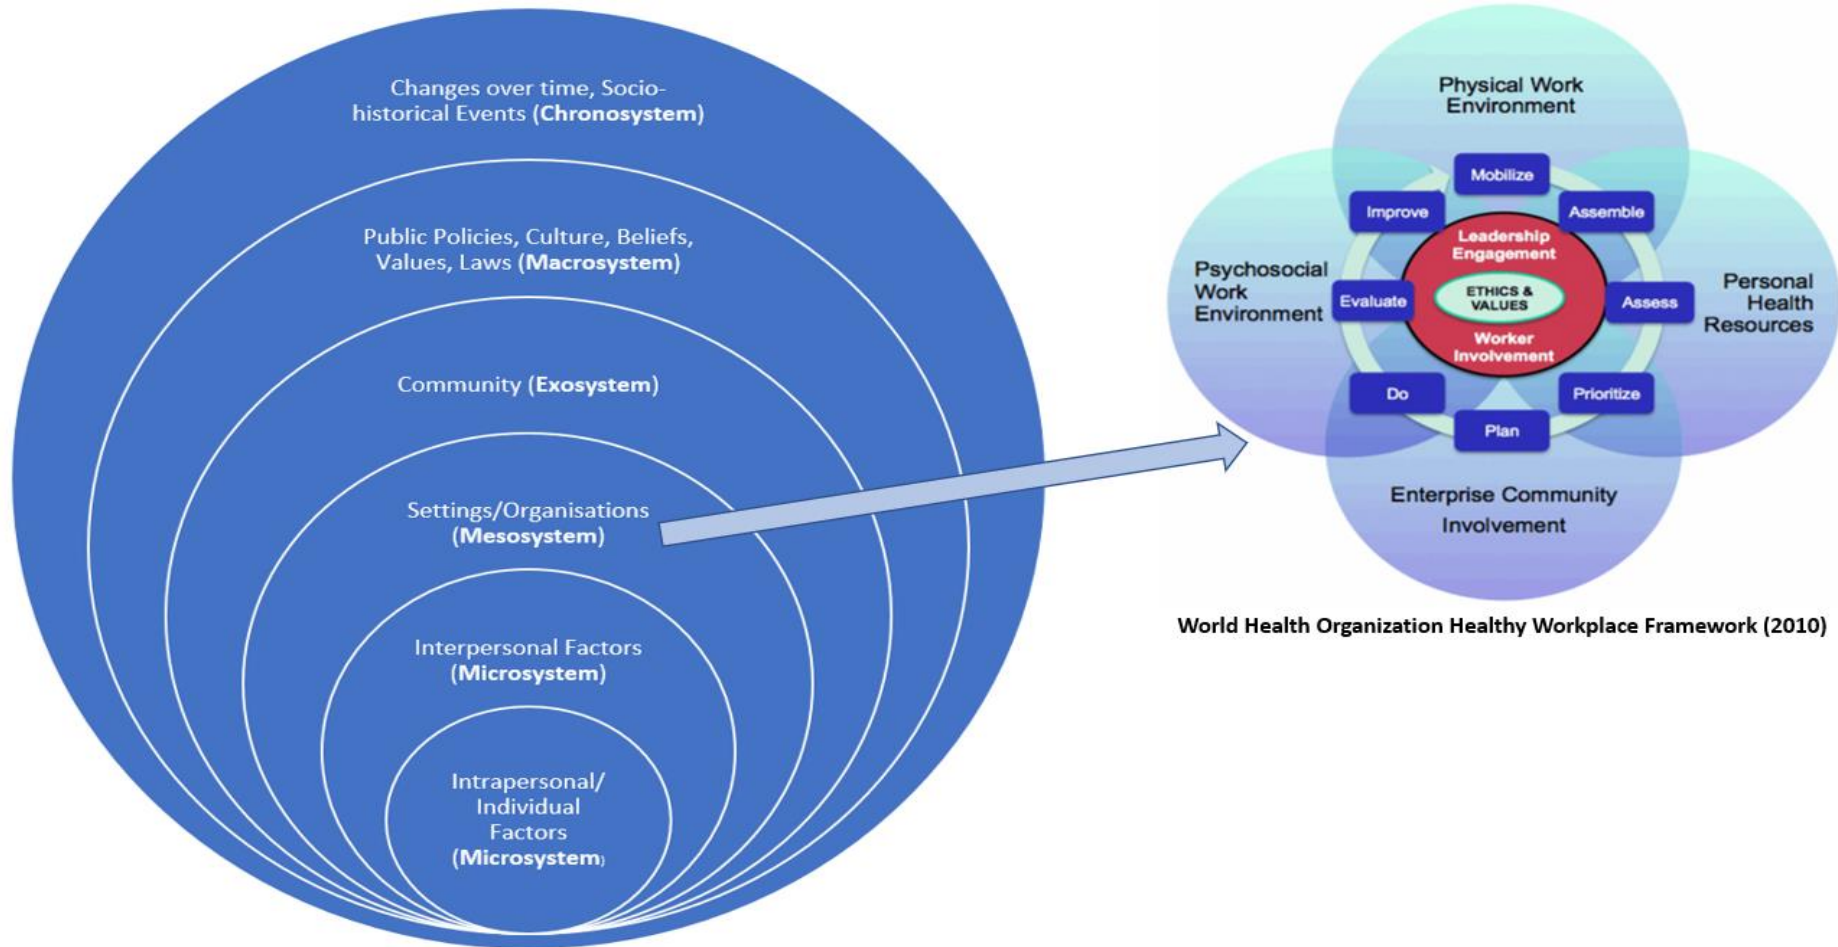 Changes over time, Socio-
historical Events (Chronosystem)
Public Policies, Culture, Beliefs,
Values, Laws (Macrosystem)
Community (Exosystem)
Settings/Organisations
(Mesosystem)
Interpersonal Factors
(Microsystem)
Intrapersonal/
Individual
Factors
(Microsystem)
Physical Work
Environment
Mobilize
Improve
Assemble
Leadership
Engagement
Psychosocial
Work
Environment
Evaluate
ETHICS &
VALUES
Assess
Personal
Health
Resources
Worker
Involvement
Do
Prioritize
Plan
Enterprise Community
Involvement
World Health Organization Healthy Workplace Framework (2010)